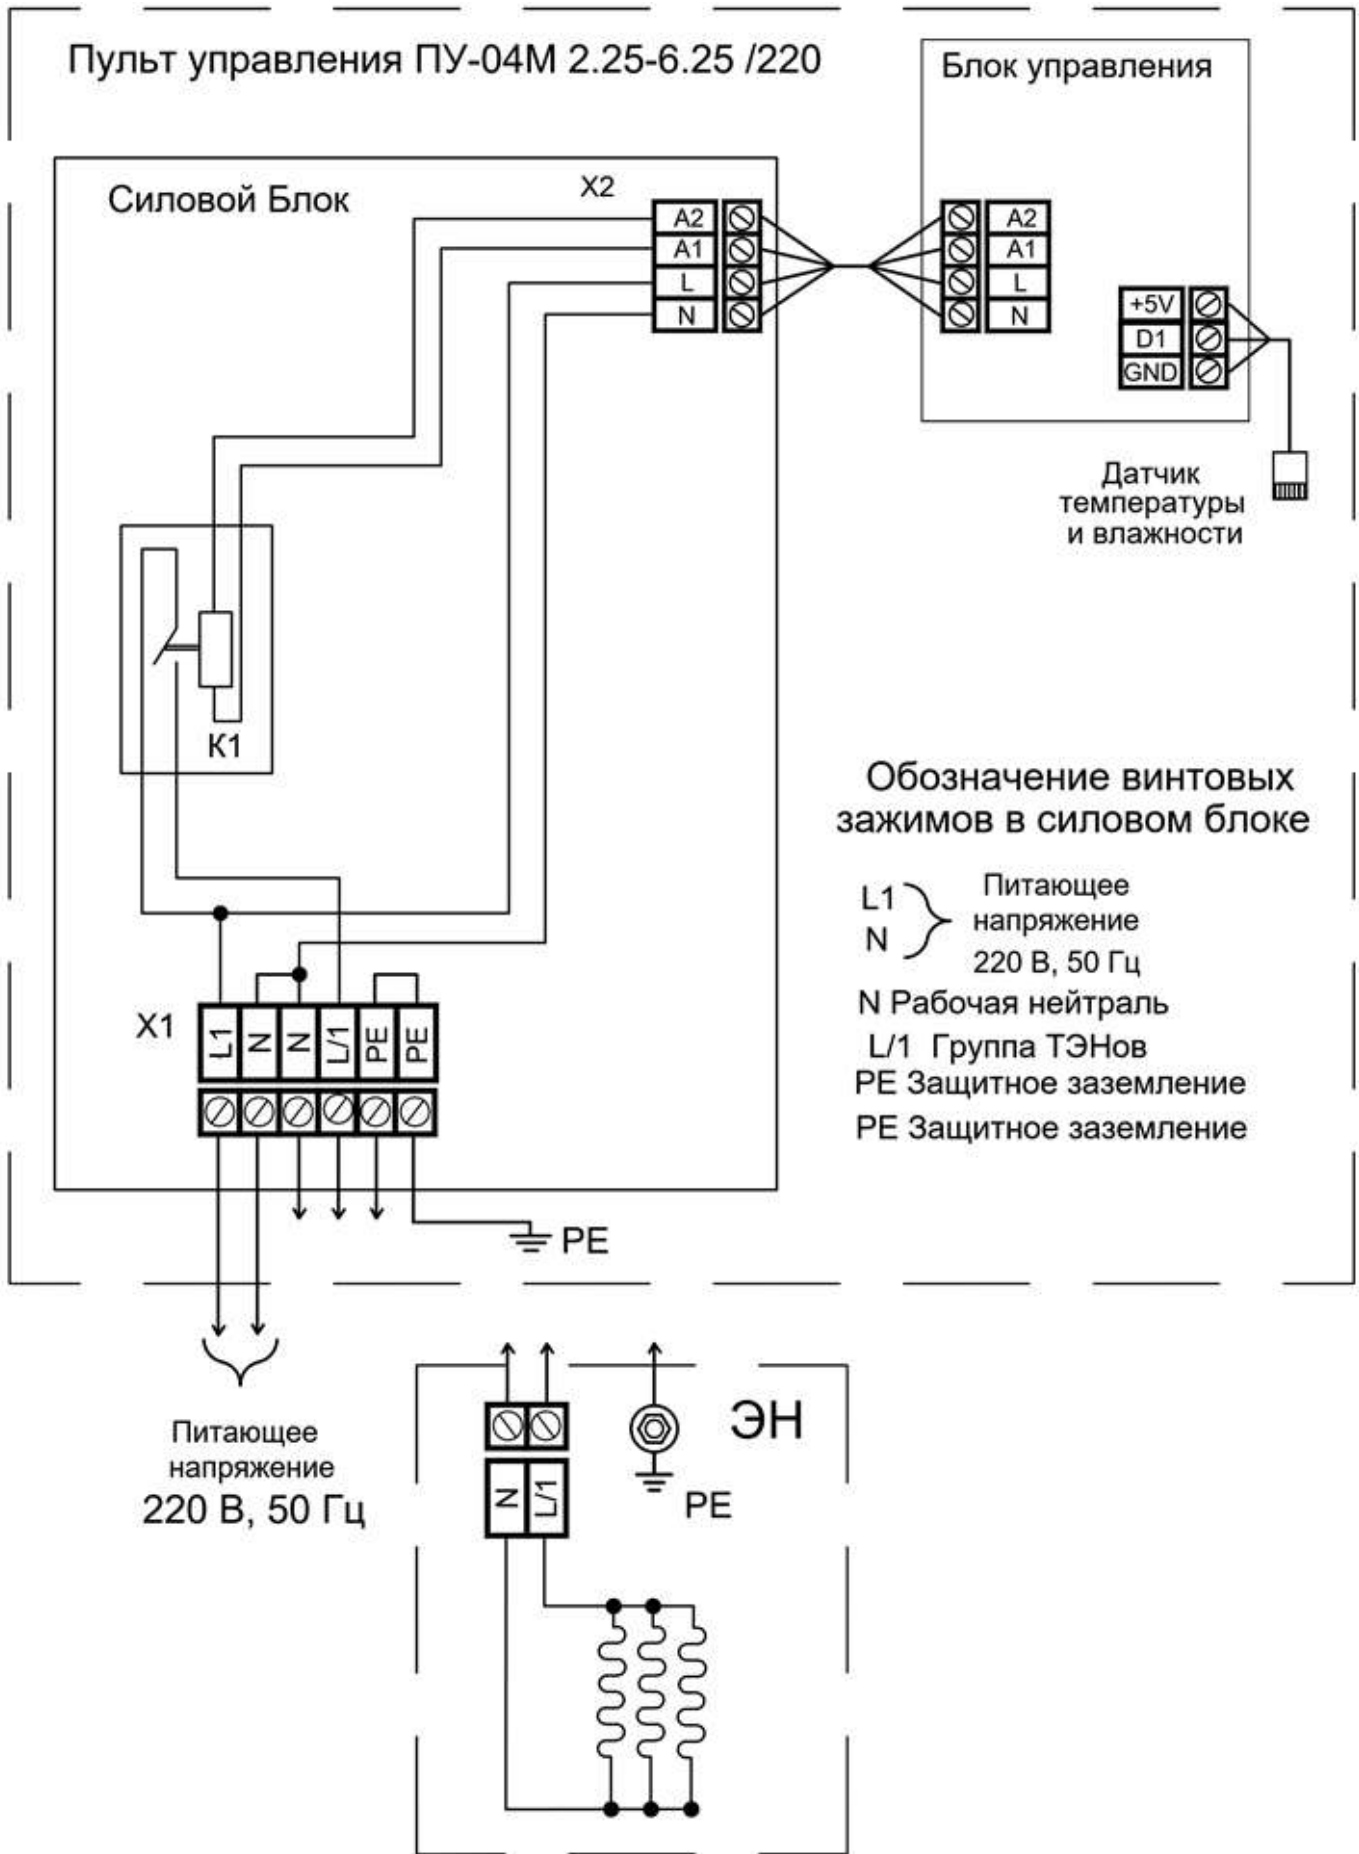 Пульт управления ПУ-04М 2.25-6.25 /220
Блок управления
Силовой Блок
X2
A2
A1
L
N
A2
A1
L
N
+5V
D1
GND
Датчик
температуры
и влажности
К1
Обозначение винтовых
зажимов в силовом блоке
L1
N
Питающее
напряжение
220 В, 50 Гц
N Рабочая нейтраль
L/1 Группа ТЭНов
PE Защитное заземление
PE Защитное заземление
X1
L1
N
N
L/1
PE
PE
PE
Питающее
напряжение
220 В, 50 Гц
ЭН
N
L/1
PE